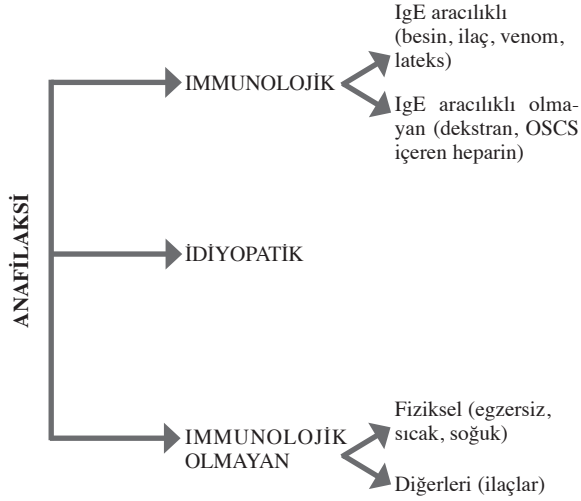 ANAFİLAKSİ
IMMUNOLOJİK
IgE aracılıklı
(besin, ilaç, venom,
lateks)
IgE aracılıklı olma-
yan (dekstran, OSCS
içeren heparin)
İDİYOPATİK
IMMUNOLOJİK
OLMAYAN
Fiziksel (egzersiz,
sıcak, soğuk)
Diğerleri (ilaçlar)